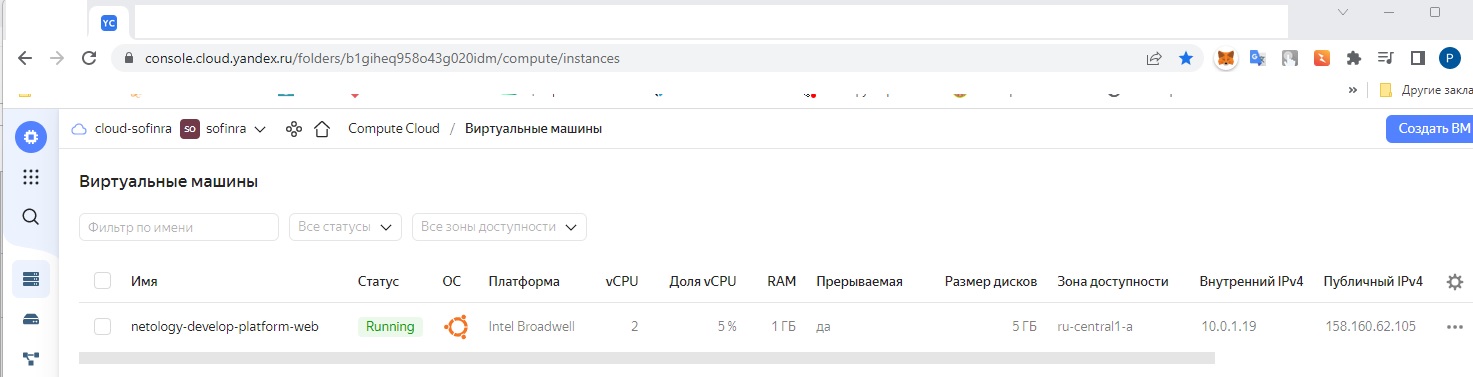 YC
console.cloud.yandex.ru/folders/b1giheq958o43g020idm/compute/instances
P
» Другие закла
cloud-sofinra SO sofinra Compute Cloud / Виртуальные машины Создать ВМ
Виртуальные машины
Фильтр по имени Все статусы Все зоны доступности
Имя Статус ОС Платформа vCPU Доля vCPU RAM Прерываемая Размер дисков Зона доступности Внутренний IPv4 Публичный IPv4
netology-develop-platform-web Running Intel Broadwell 2 5 % 1 ГБ да 5 ГБ ru-central1-a 10.0.1.19 158.160.62.105